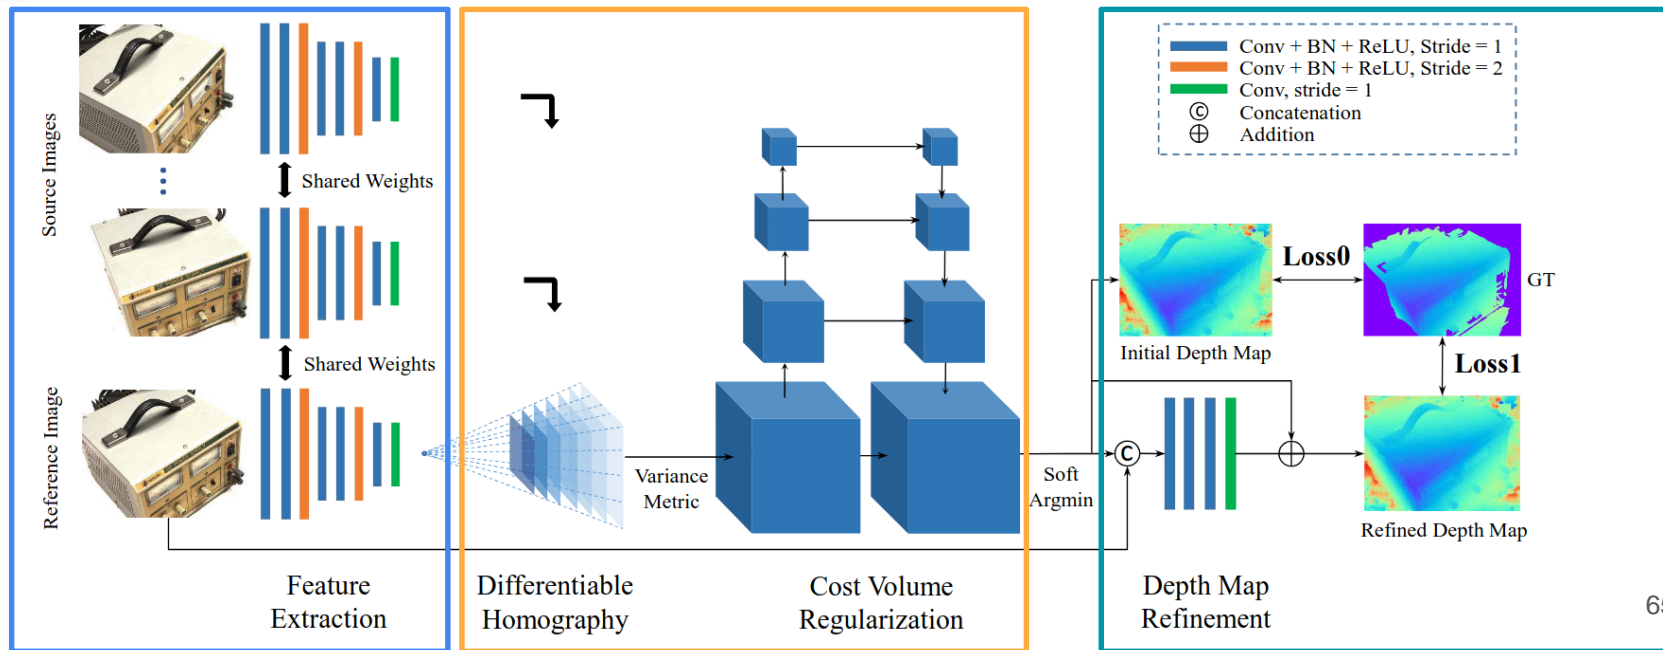 Source Images
Reference Image
Shared Weights
Shared Weights
Feature
Extraction
Differentiable
Homography
Variance
Metric
Cost Volume
Regularization
Soft
Argmin
Conv + BN + ReLU, Stride = 1
Conv + BN + ReLU, Stride = 2
Conv, stride = 1
C Concatenation
Addition
Loss0
GT
Initial Depth Map
Loss1
C
Refined Depth Map
Depth Map
Refinement
65